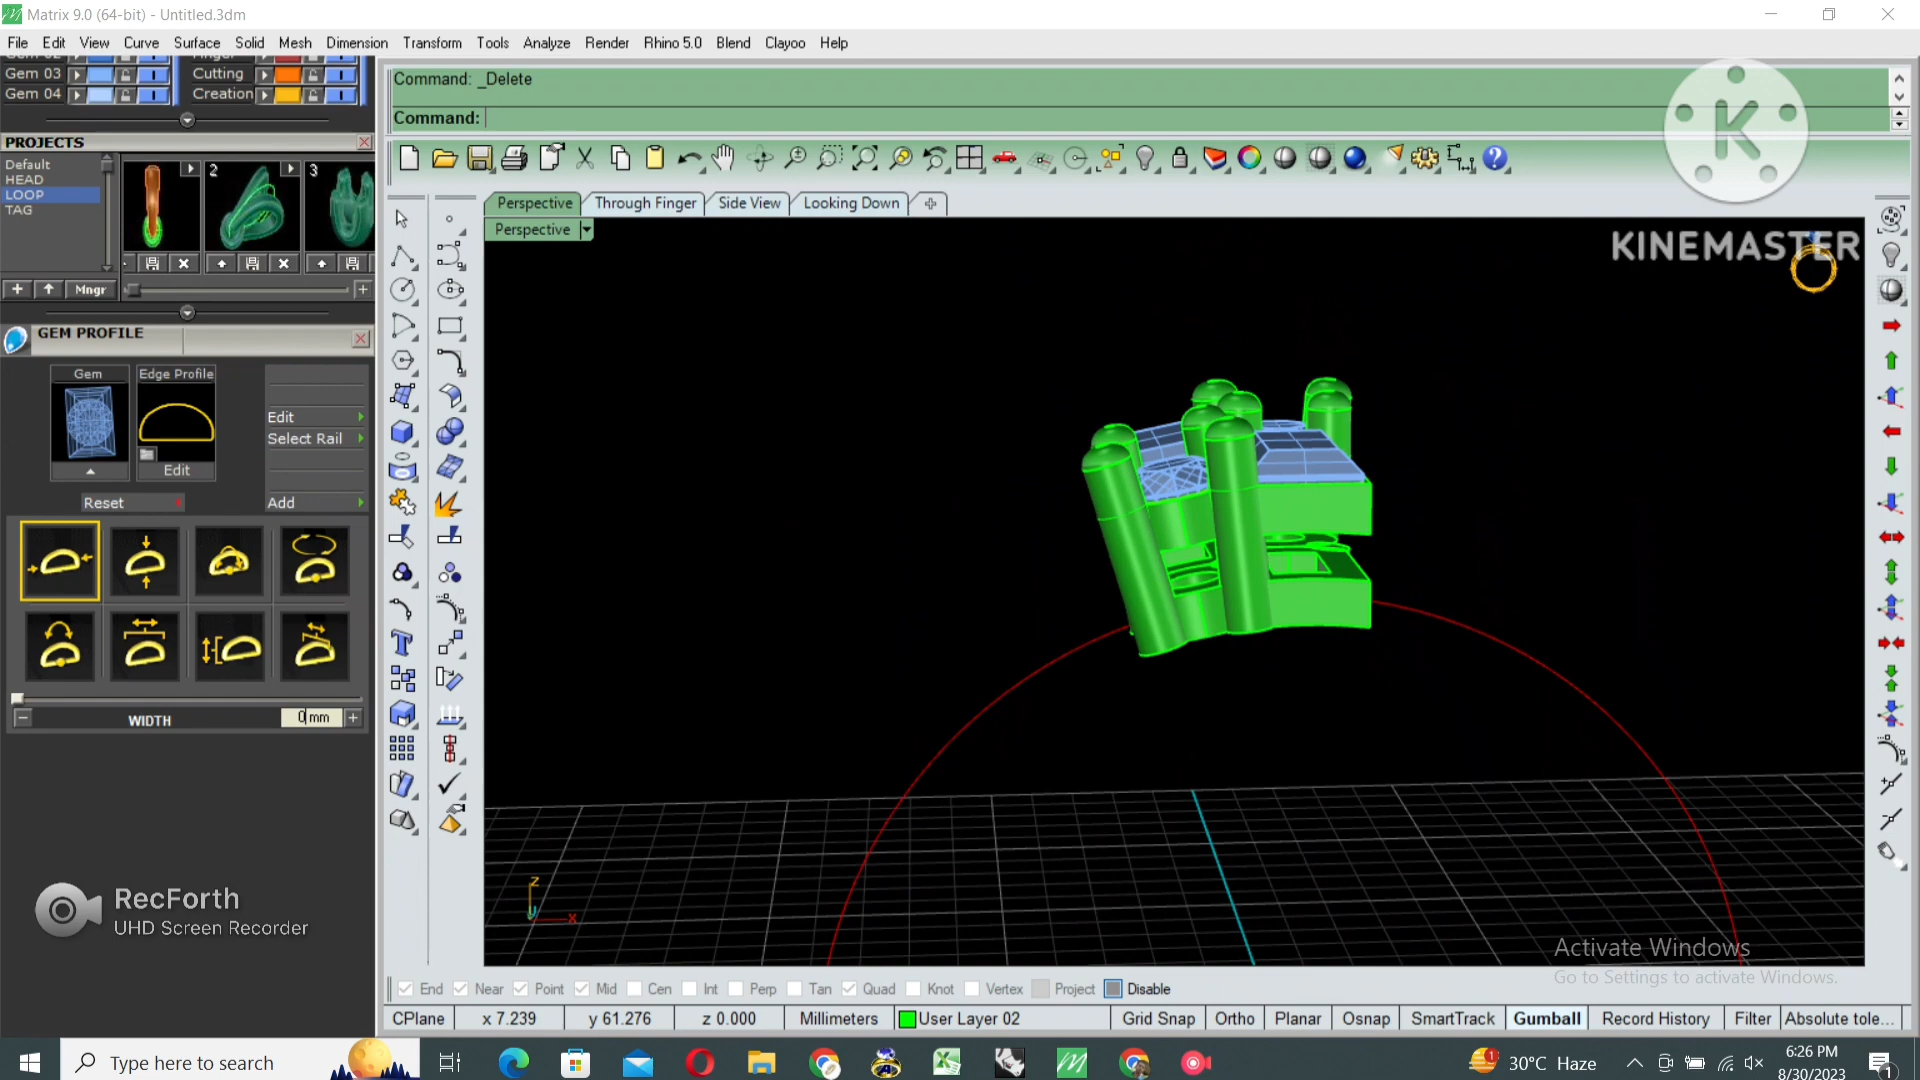 Matrix 9.0 (64-bit) - Untitled.3dm
File Edit View Curve Surface Solid Mesh Dimension Transform Tools Analyze Render Rhino 5.0 Blend Clayoo Help
Gem 03 Cutting
Gem 04 Creation
Command: _Delete
Command:
PROJECTS
Default
HEAD
LOOP
TAG
2
3
Mngr
K
KINEMASTER
Perspective Through Finger Side View Looking Down
Perspective
GEM PROFILE
Gem
Edge Profile
Edit
Edit
Select Rail
Reset
Add
WIDTH
0 mm
RecForth
UHD Screen Recorder
z
x
Activate Windows
Go to Settings to activate Windows.
End Near Point Mid Cen Int Perp Tan Quad Knot Vertex Project Disable
CPlane x 7.239 y 61.276 z 0.000 Millimeters User Layer 02 Grid Snap Ortho Planar Osnap SmartTrack Gumball Record History Filter Absolute tole...
Type here to search
1
30°C Haze
6:26 PM
8/30/2023
1